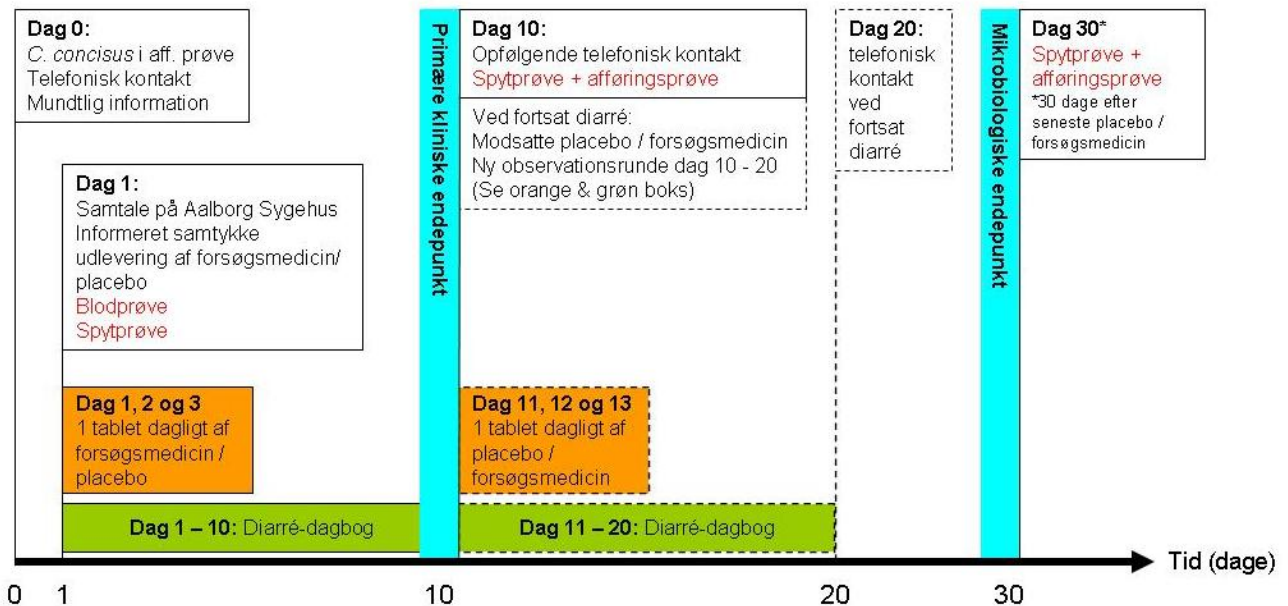 Dag 0:
C. concisus i aff. prøve
Telefonisk kontakt
Mundtlig information
Dag 1:
Samtale på Aalborg Sygehus
Informeret samtykke
udlevering af forsøgsmedicin/
placebo
Blodprøve
Spytprøve
Dag 1, 2 og 3
1 tablet dagligt af
forsøgsmedicin /
placebo
Dag 1 – 10: Diarré-dagbog
Primære kliniske endepunkt
Dag 10:
Opfølgende telefonisk kontakt
Spytprøve + afføringsprøve
Ved fortsat diarré:
Modsatte placebo / forsøgsmedicin
Ny observationsrunde dag 10 - 20
(Se orange & grøn boks)
Dag 11, 12 og 13
1 tablet dagligt af
placebo /
forsøgsmedicin
Dag 11 – 20: Diarré-dagbog
Dag 20:
telefonisk
kontakt
ved
fortsat
diarré
Mikrobiologiske endepunkt
Dag 30*
Spytprøve +
afføringsprøve
*30 dage efter
seneste placebo /
forsøgsmedicin
Tid (dage)
0 1 10 20 30